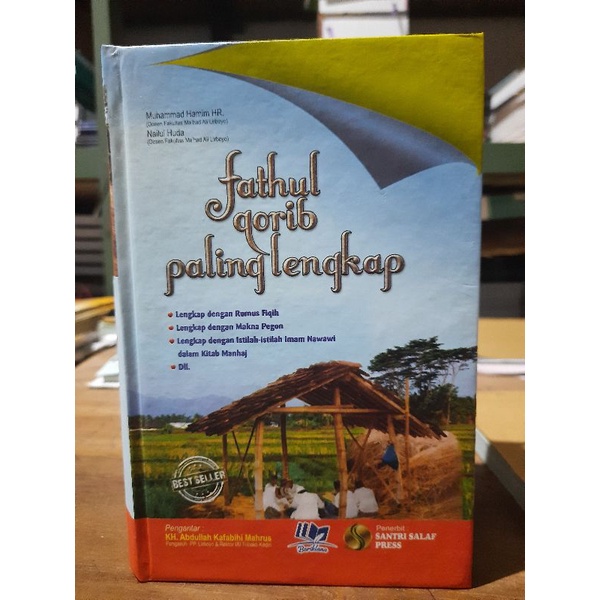 Muhammad Hamim HR.
(Dosen Fakultas Ma'had Ali Lirboyo)
Nailul Huda
(Dosen Fakultas Ma'had Ali Lirboyo)
fathul
qorib
paling lengkap
• Lengkap dengan Rumus Fiqih
• Lengkap dengan Makna Pegon
• Lengkap dengan Istilah-istilah Imam Nawawi
dalam Kitab Manhaj
• Dll.
BEST SELLER
Pengantar :
KH. Abdullah Kafabihi Mahrus
Penerbit
SANTRI SALAF
PRESS